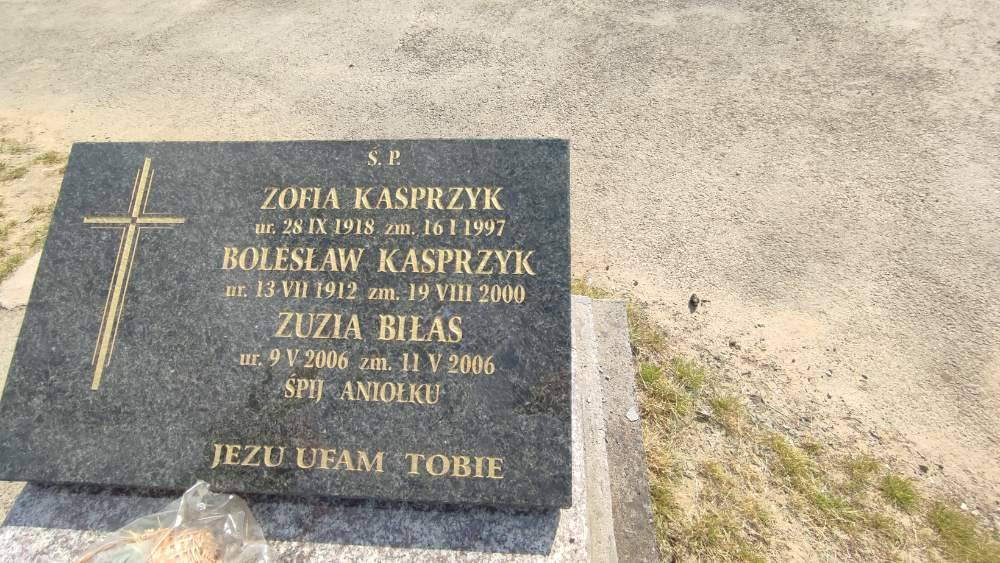 Ś. P.
ZOFIA KASPRZYK
ur. 28 IX 1918 zm. 16 I 1997
BOLESŁAW KASPRZYK
ur. 13 VII 1912 zm. 19 VIII 2000
ZUZIA BIŁAS
ur. 9 V 2006 zm. 11 V 2006
ŚPIJ ANIOŁKU
JEZU UFAM TOBIE